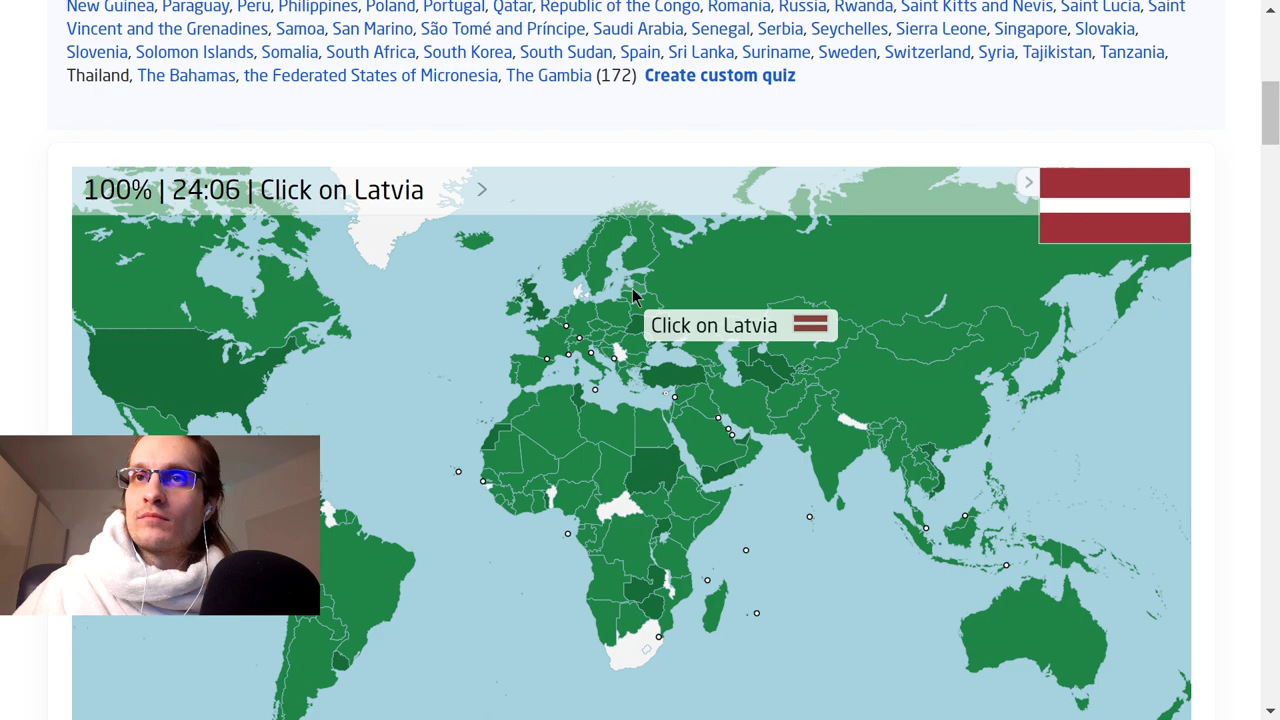 New Guinea, Paraguay, Peru, Philippines, Poland, Portugal, Qatar, Republic of the Congo, Romania, Russia, Rwanda, Saint Kitts and Nevis, Saint Lucia, Saint
Vincent and the Grenadines, Samoa, San Marino, São Tomé and Príncipe, Saudi Arabia, Senegal, Serbia, Seychelles, Sierra Leone, Singapore, Slovakia,
Slovenia, Solomon Islands, Somalia, South Africa, South Korea, South Sudan, Spain, Sri Lanka, Suriname, Sweden, Switzerland, Syria, Tajikistan, Tanzania,
Thailand, The Bahamas, the Federated States of Micronesia, The Gambia (172) Create custom quiz
100% | 24:06 | Click on Latvia
Click on Latvia